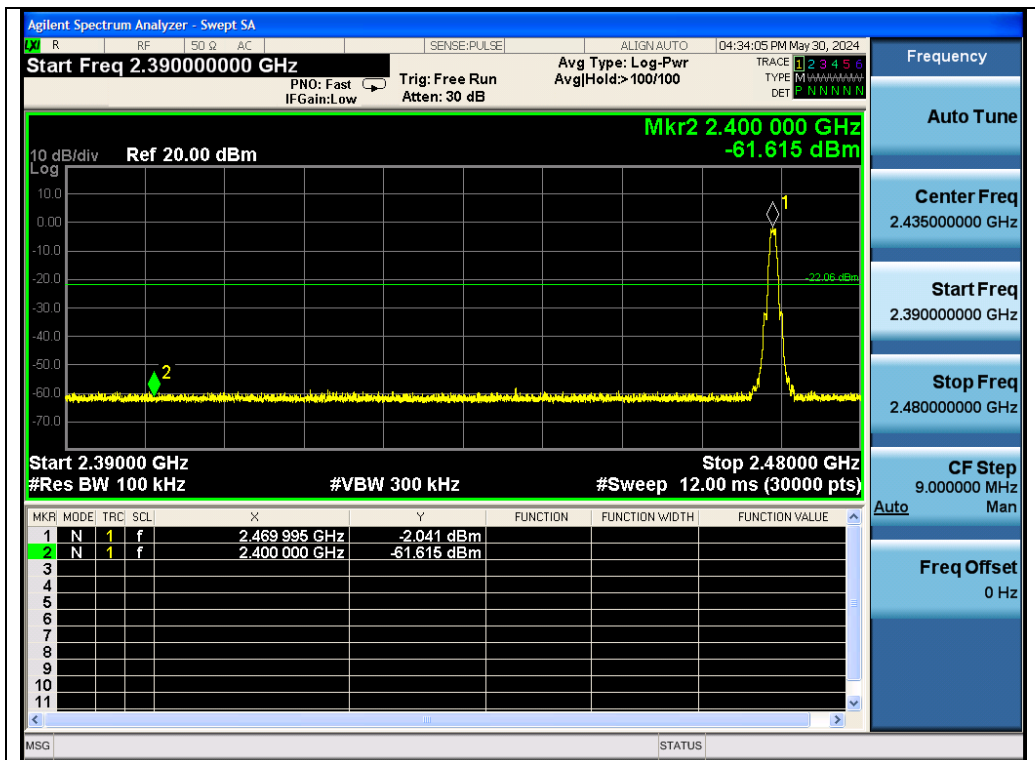 Agilent Spectrum Analyzer - Swept SA
LXI R RF 50 Ω AC SENSE:PULSE ALIGN AUTO 04:34:05 PM May 30, 2024
Start Freq 2.390000000 GHz
PNO: Fast
IFGain:Low
Trig: Free Run
Atten: 30 dB
Avg Type: Log-Pwr
Avg|Hold:>100/100
TRACE 1 2 3 4 5 6
TYPE M
DET P N N N N N
Mkr2 2.400 000 GHz
-61.615 dBm
10 dB/div Ref 20.00 dBm
Log
10.0
0.00
-10.0
-20.0
-30.0
-40.0
-50.0
-60.0
-70.0
1
-22.06 dBm
2
Start 2.39000 GHz Stop 2.48000 GHz
#Res BW 100 kHz #VBW 300 kHz #Sweep 12.00 ms (30000 pts)
MKR MODE TRC SCL X Y FUNCTION FUNCTION WIDTH FUNCTION VALUE
1 N 1 f 2.469 995 GHz -2.041 dBm
2 N 1 f 2.400 000 GHz -61.615 dBm
3
4
5
6
7
8
9
10
11
MSG STATUS
Frequency
Auto Tune
Center Freq
2.435000000 GHz
Start Freq
2.390000000 GHz
Stop Freq
2.480000000 GHz
CF Step
9.000000 MHz
Auto Man
Freq Offset
0 Hz